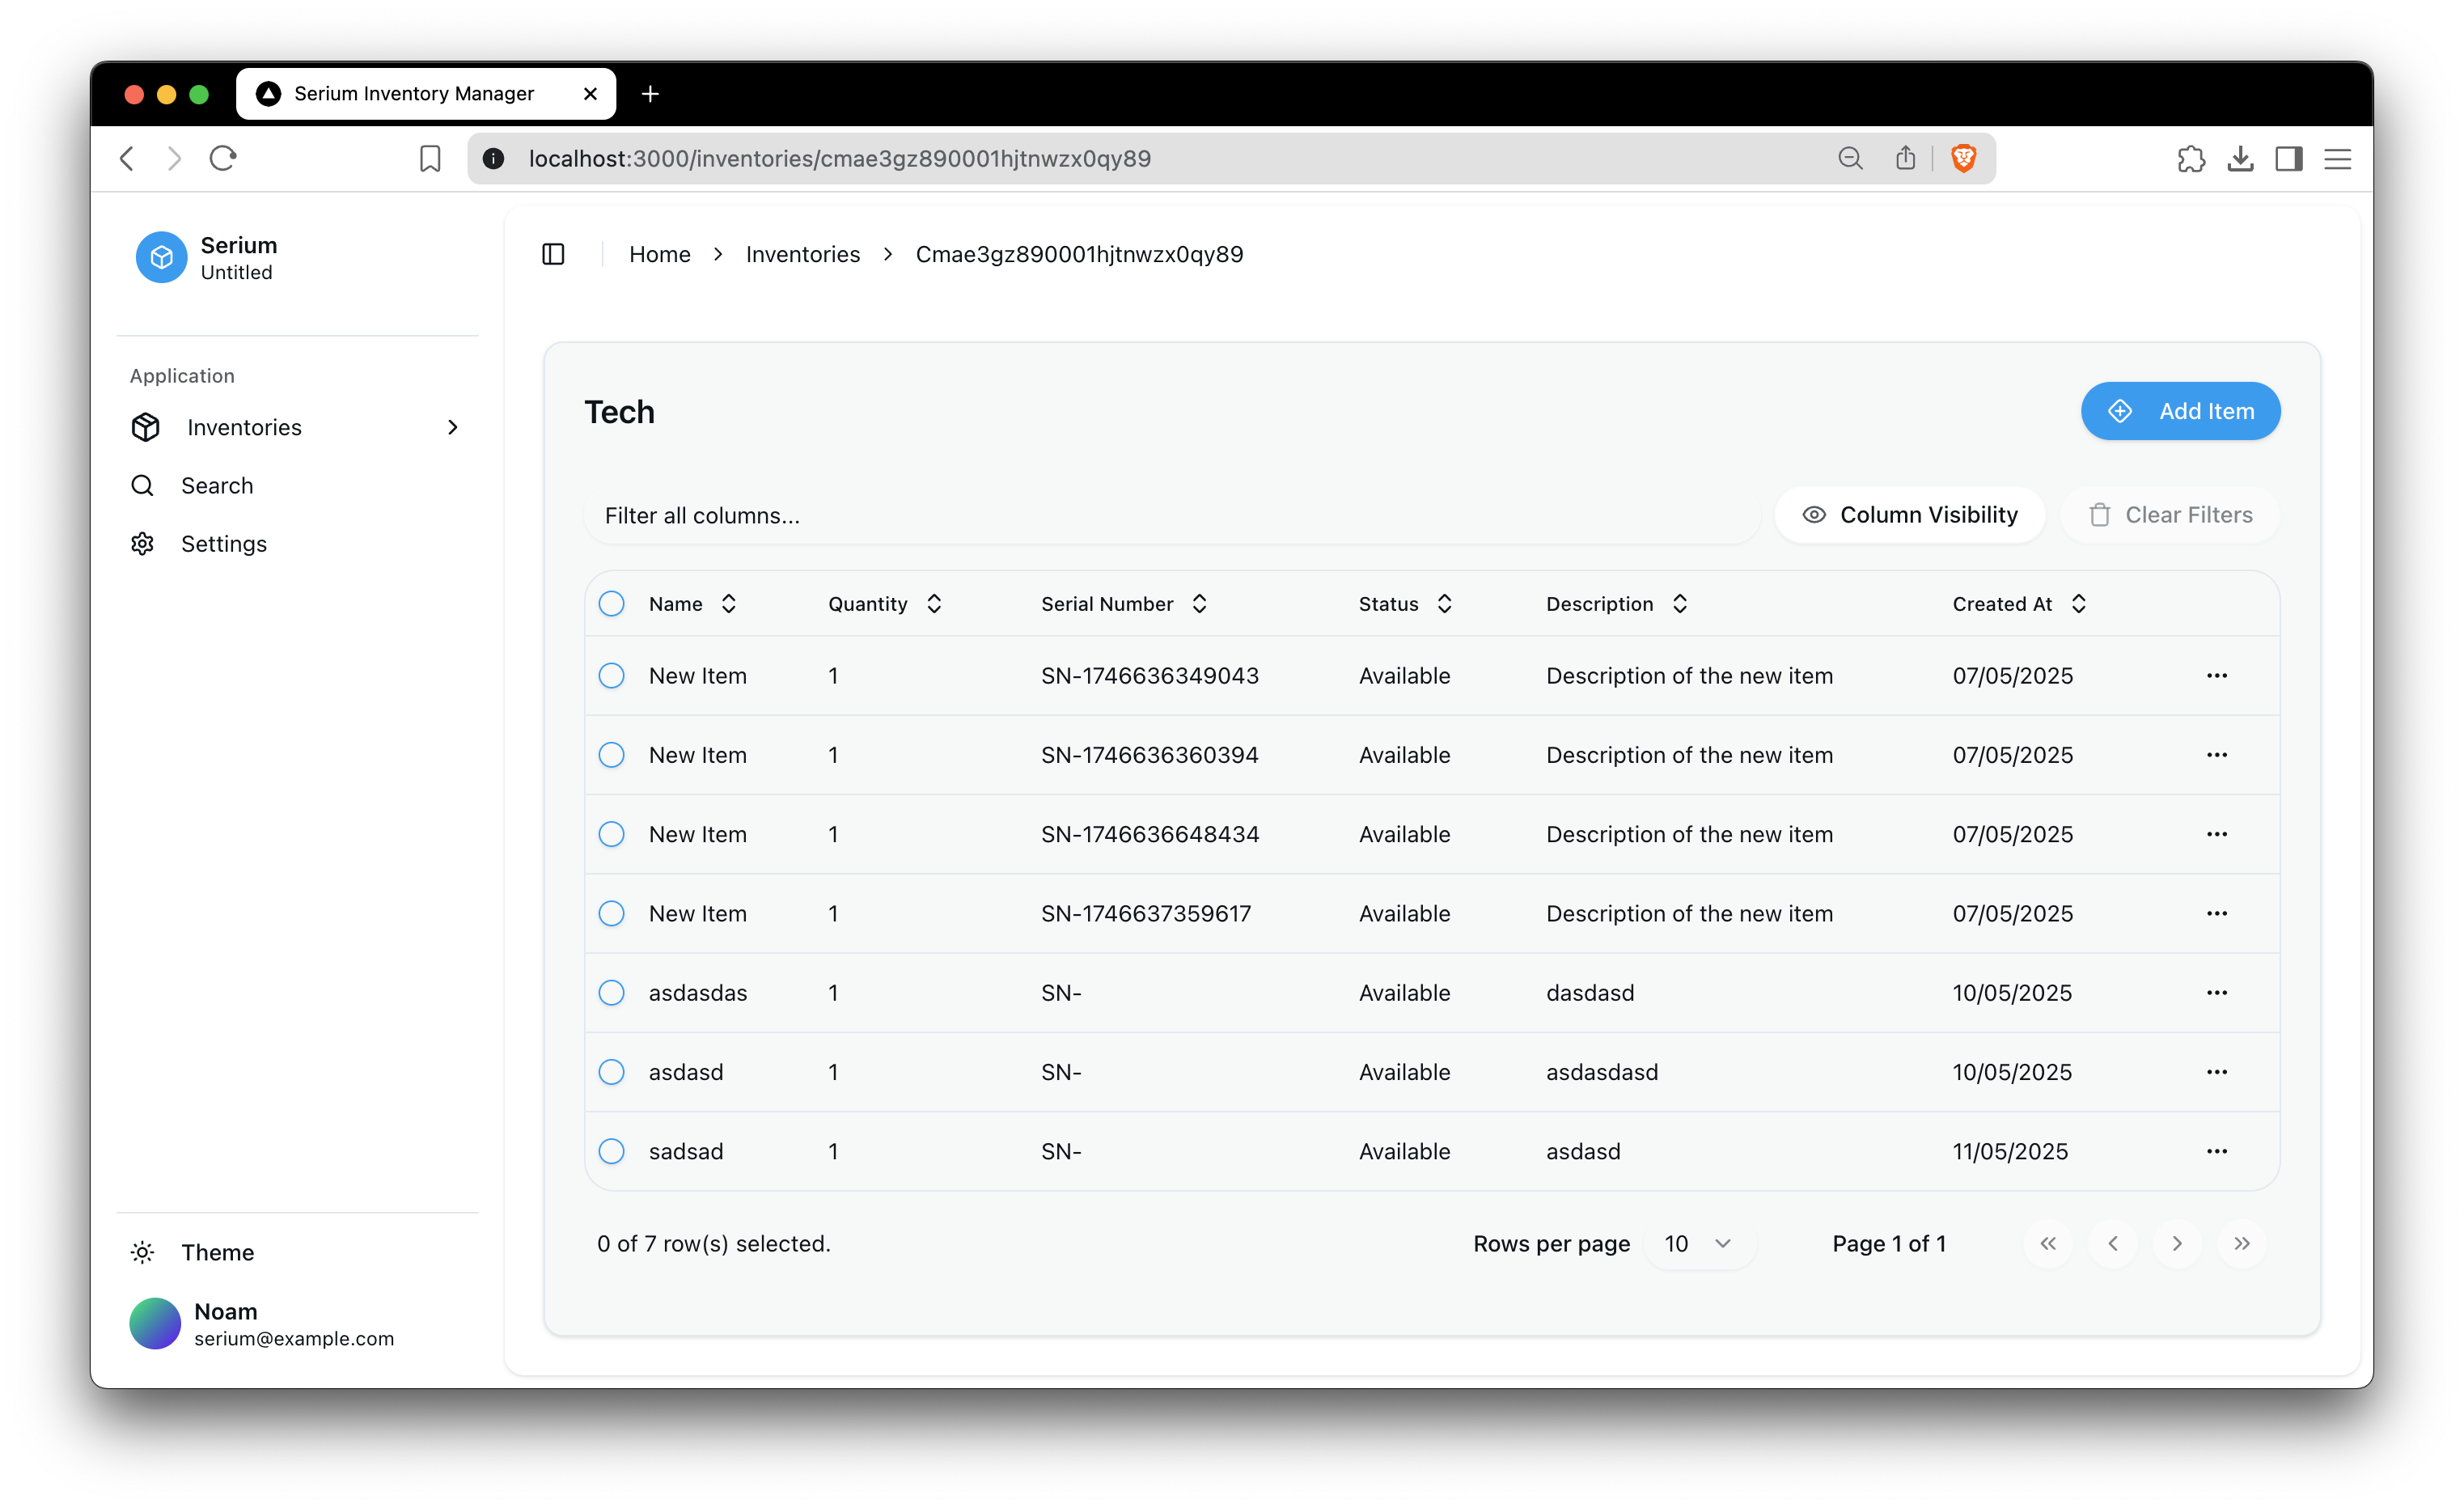 Serium Inventory Manager
localhost:3000/inventories/cmae3gz890001hjtnwzx0qy89
Serium
Untitled
Application
Inventories
Search
Settings
Theme
Noam
serium@example.com
Home > Inventories > Cmae3gz890001hjtnwzx0qy89
Tech
Add Item
Filter all columns...
Column Visibility
Clear Filters
Name Quantity Serial Number Status Description Created At
New Item 1 SN-1746636349043 Available Description of the new item 07/05/2025
New Item 1 SN-1746636360394 Available Description of the new item 07/05/2025
New Item 1 SN-1746636648434 Available Description of the new item 07/05/2025
New Item 1 SN-1746637359617 Available Description of the new item 07/05/2025
asdasdas 1 SN- Available dasdasd 10/05/2025
asdasd 1 SN- Available asdasdasd 10/05/2025
sadsad 1 SN- Available asdasd 11/05/2025
0 of 7 row(s) selected.
Rows per page 10
Page 1 of 1